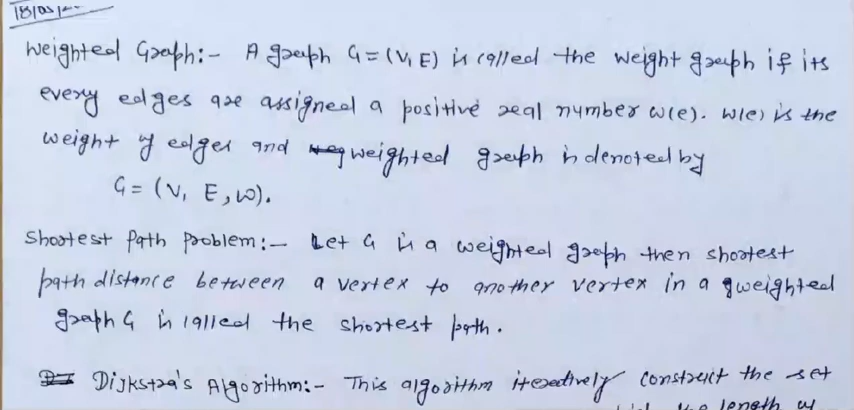 18/05/2
Weighted Graph:- A graph G = (V, E) is called the weight graph if its
every edges are assigned a positive real number w(e). w(e) is the
weight of edges and weighted graph is denoted by
G = (V, E, w).
Shortest Path Problem:- Let G is a weighted graph then shortest
path distance between a vertex to another vertex in a weighted
graph G is called the shortest path.
Dijkstra's Algorithm:- This algorithm iteratively construct the set
the length of